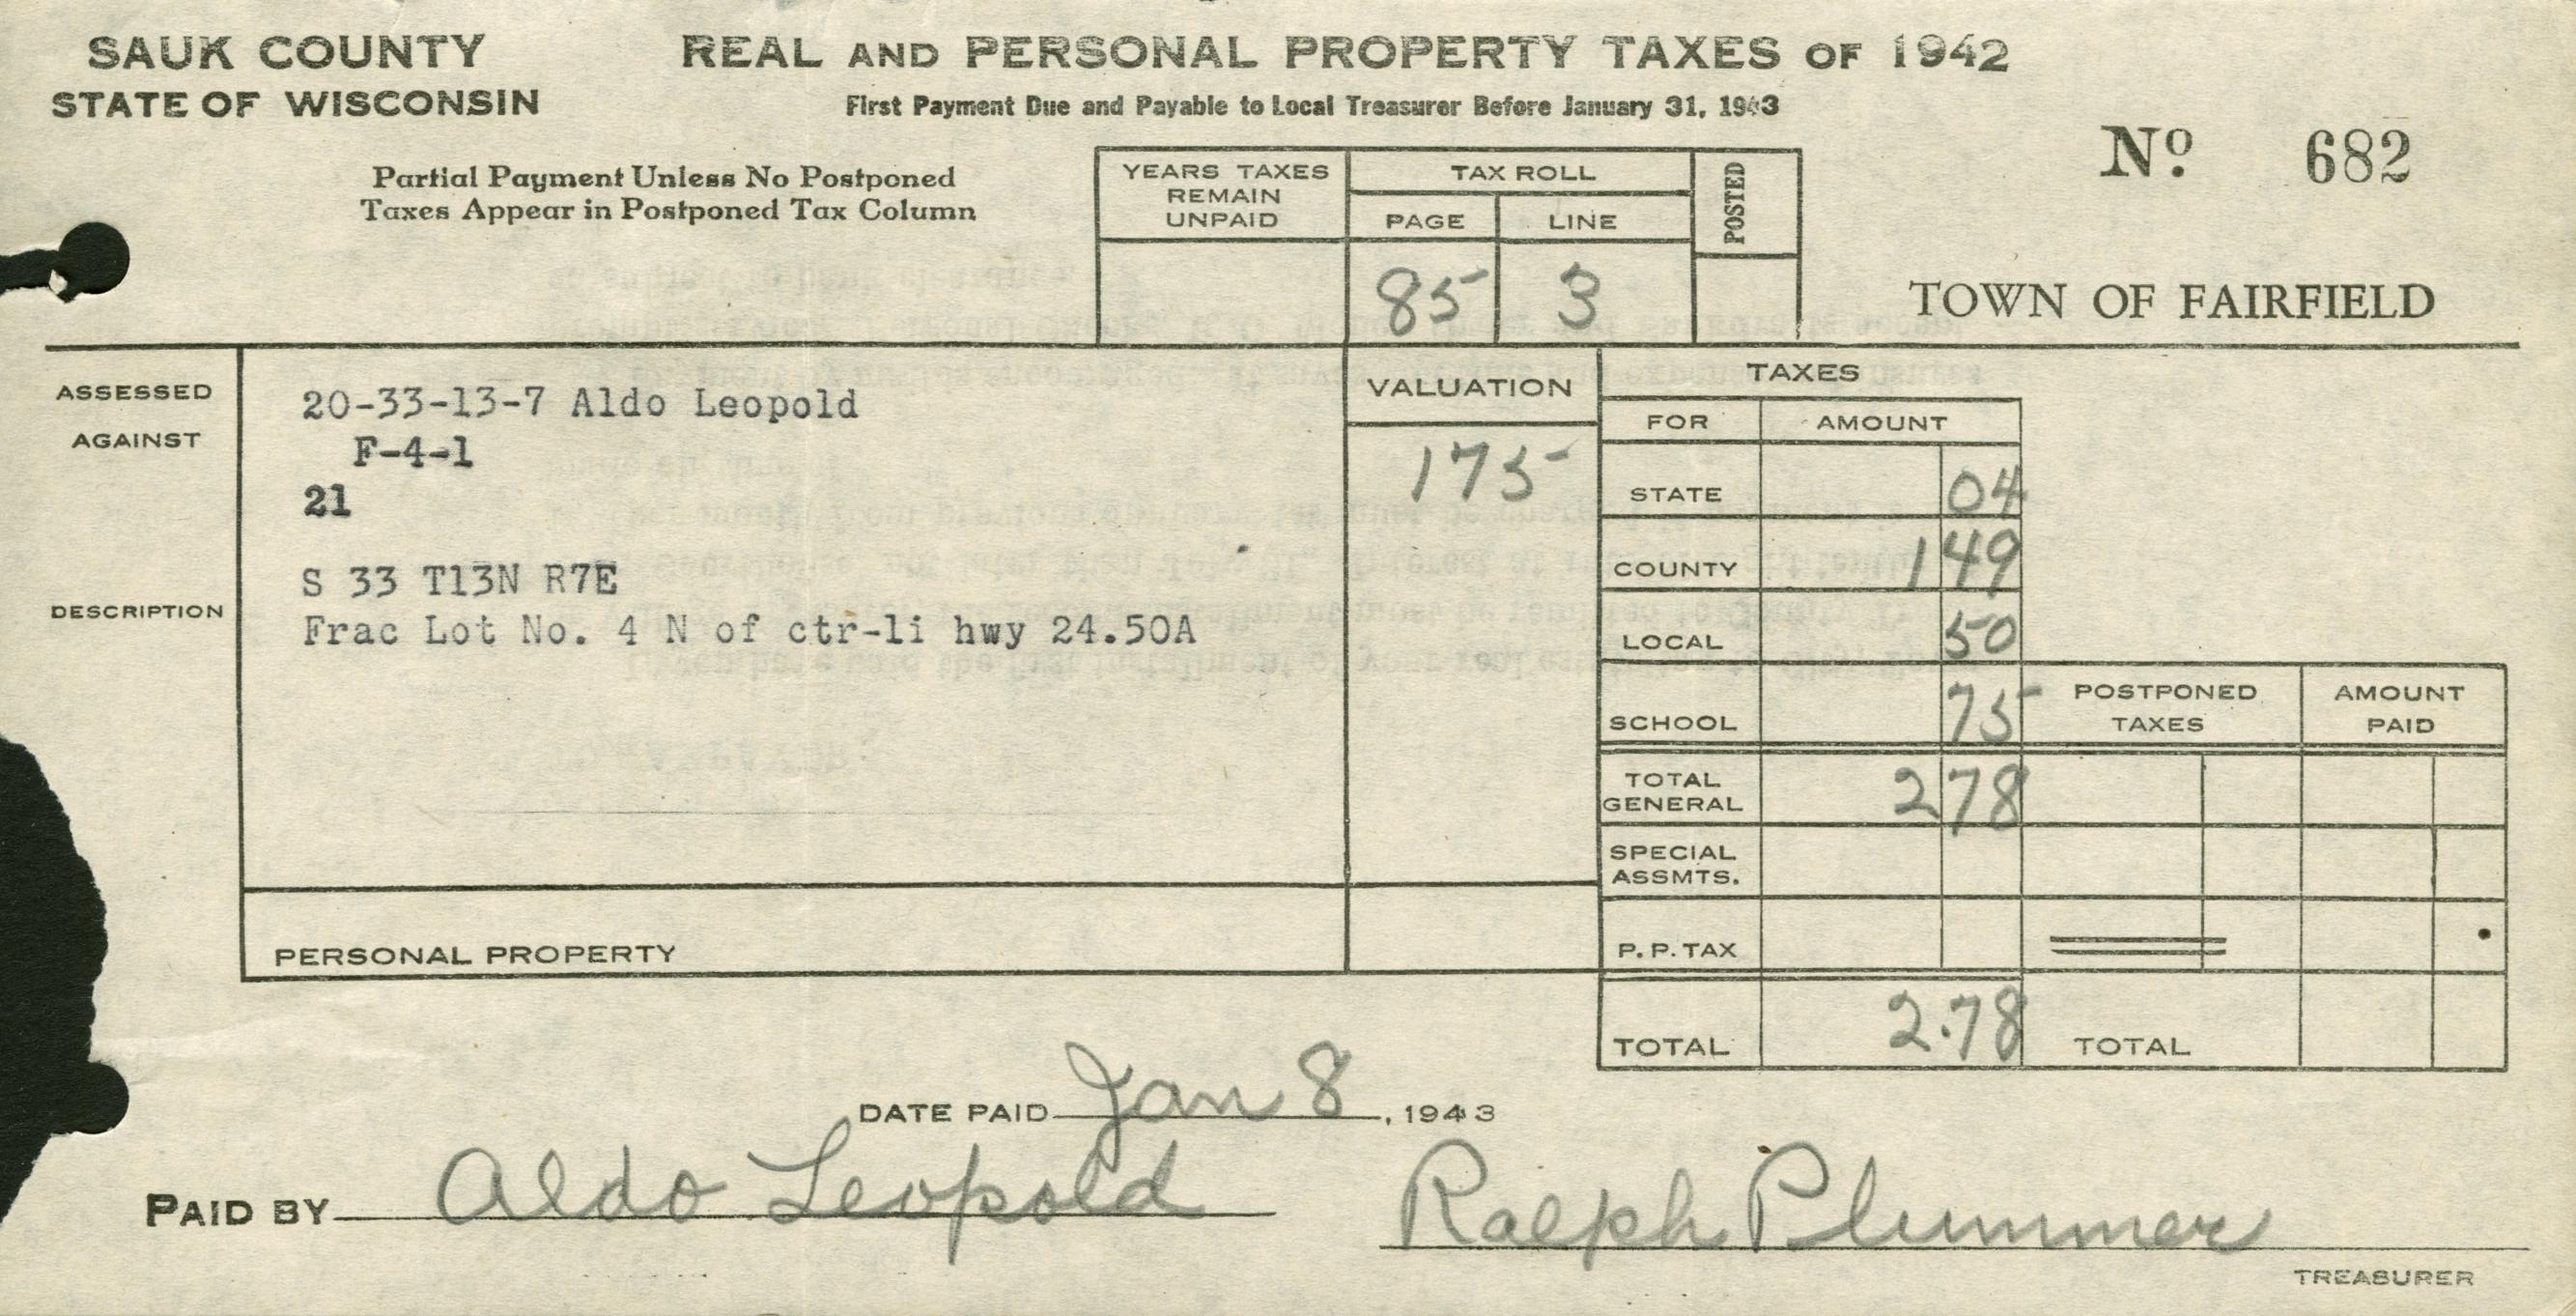 SAUK COUNTY
STATE OF WISCONSIN
REAL AND PERSONAL PROPERTY TAXES OF 1942
First Payment Due and Payable to Local Treasurer Before January 31, 1943
Partial Payment Unless No Postponed
Taxes Appear in Postponed Tax Column
YEARS TAXES
REMAIN
UNPAID
TAX ROLL
PAGE LINE
POSTED
85 3
No. 682
TOWN OF FAIRFIELD
ASSESSED
AGAINST
20-33-13-7 Aldo Leopold
F-4-1
21
DESCRIPTION
S 33 T13N R7E
Frac Lot No. 4 N of ctr-li hwy 24.50A
PERSONAL PROPERTY
VALUATION
175
TAXES
FOR AMOUNT
STATE 04
COUNTY 1 49
LOCAL 50
SCHOOL 75
POSTPONED
TAXES
AMOUNT
PAID
TOTAL
GENERAL 2 78
SPECIAL
ASSMTS.
P. P. TAX
TOTAL 2.78 TOTAL
DATE PAID Jan 8, 1943
PAID BY Aldo Leopold
Ralph Plummer
TREASURER